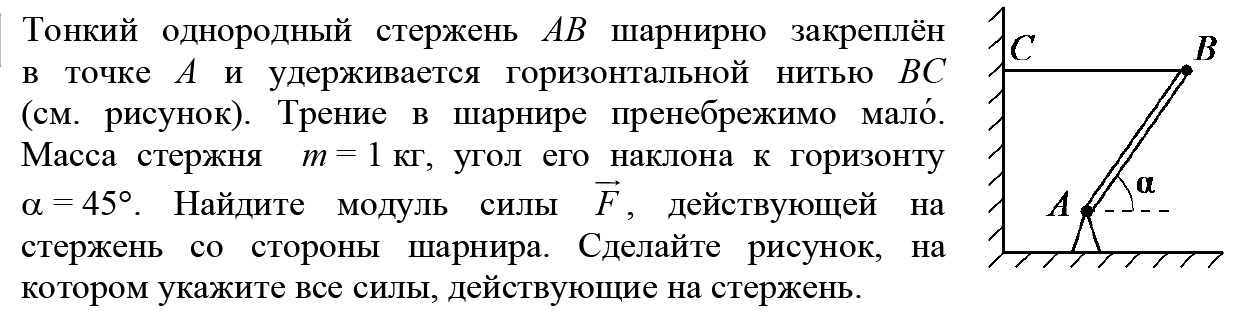 Тонкий однородный стержень AB шарнирно закреплён
в точке A и удерживается горизонтальной нитью BC
(см. рисунок). Трение в шарнире пренебрежимо мало́.
Масса стержня m = 1 кг, угол его наклона к горизонту
α = 45°. Найдите модуль силы F⃗, действующей на
стержень со стороны шарнира. Сделайте рисунок, на
котором укажите все силы, действующие на стержень.
C
B
α
A